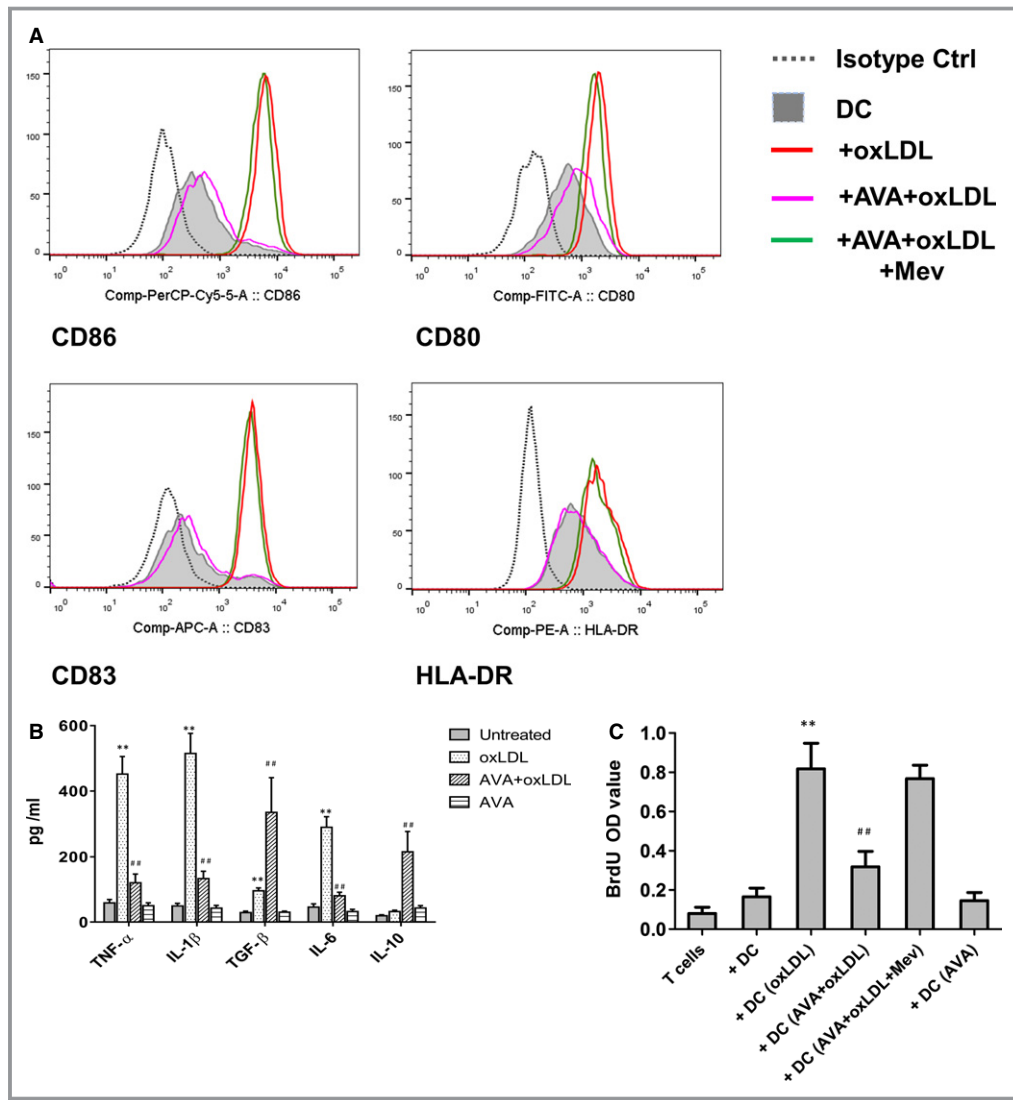 A
150
100
50
0
10^0 10^1 10^2 10^3 10^4 10^5
Comp-PerCP-Cy5-5-A :: CD86
CD86
150
100
50
0
10^0 10^1 10^2 10^3 10^4 10^5
Comp-FITC-A :: CD80
CD80
Isotype Ctrl
DC
+oxLDL
+AVA+oxLDL
+AVA+oxLDL
+Mev
150
100
50
0
10^0 10^1 10^2 10^3 10^4 10^5
Comp-APC-A :: CD83
CD83
150
100
50
0
10^0 10^1 10^2 10^3 10^4 10^5
Comp-PE-A :: HLA-DR
HLA-DR
B
600
400
200
0
pg /ml
** ## ** ## ** ## ** ## ##
TNF-α IL-1β TGF-β IL-6 IL-10
Untreated
oxLDL
AVA+oxLDL
AVA
C
1.0
0.8
0.6
0.4
0.2
0.0
BrdU OD value
** ##
T cells
+ DC
+ DC (oxLDL)
+ DC (AVA+oxLDL)
+ DC (AVA+oxLDL+Mev)
+ DC (AVA)